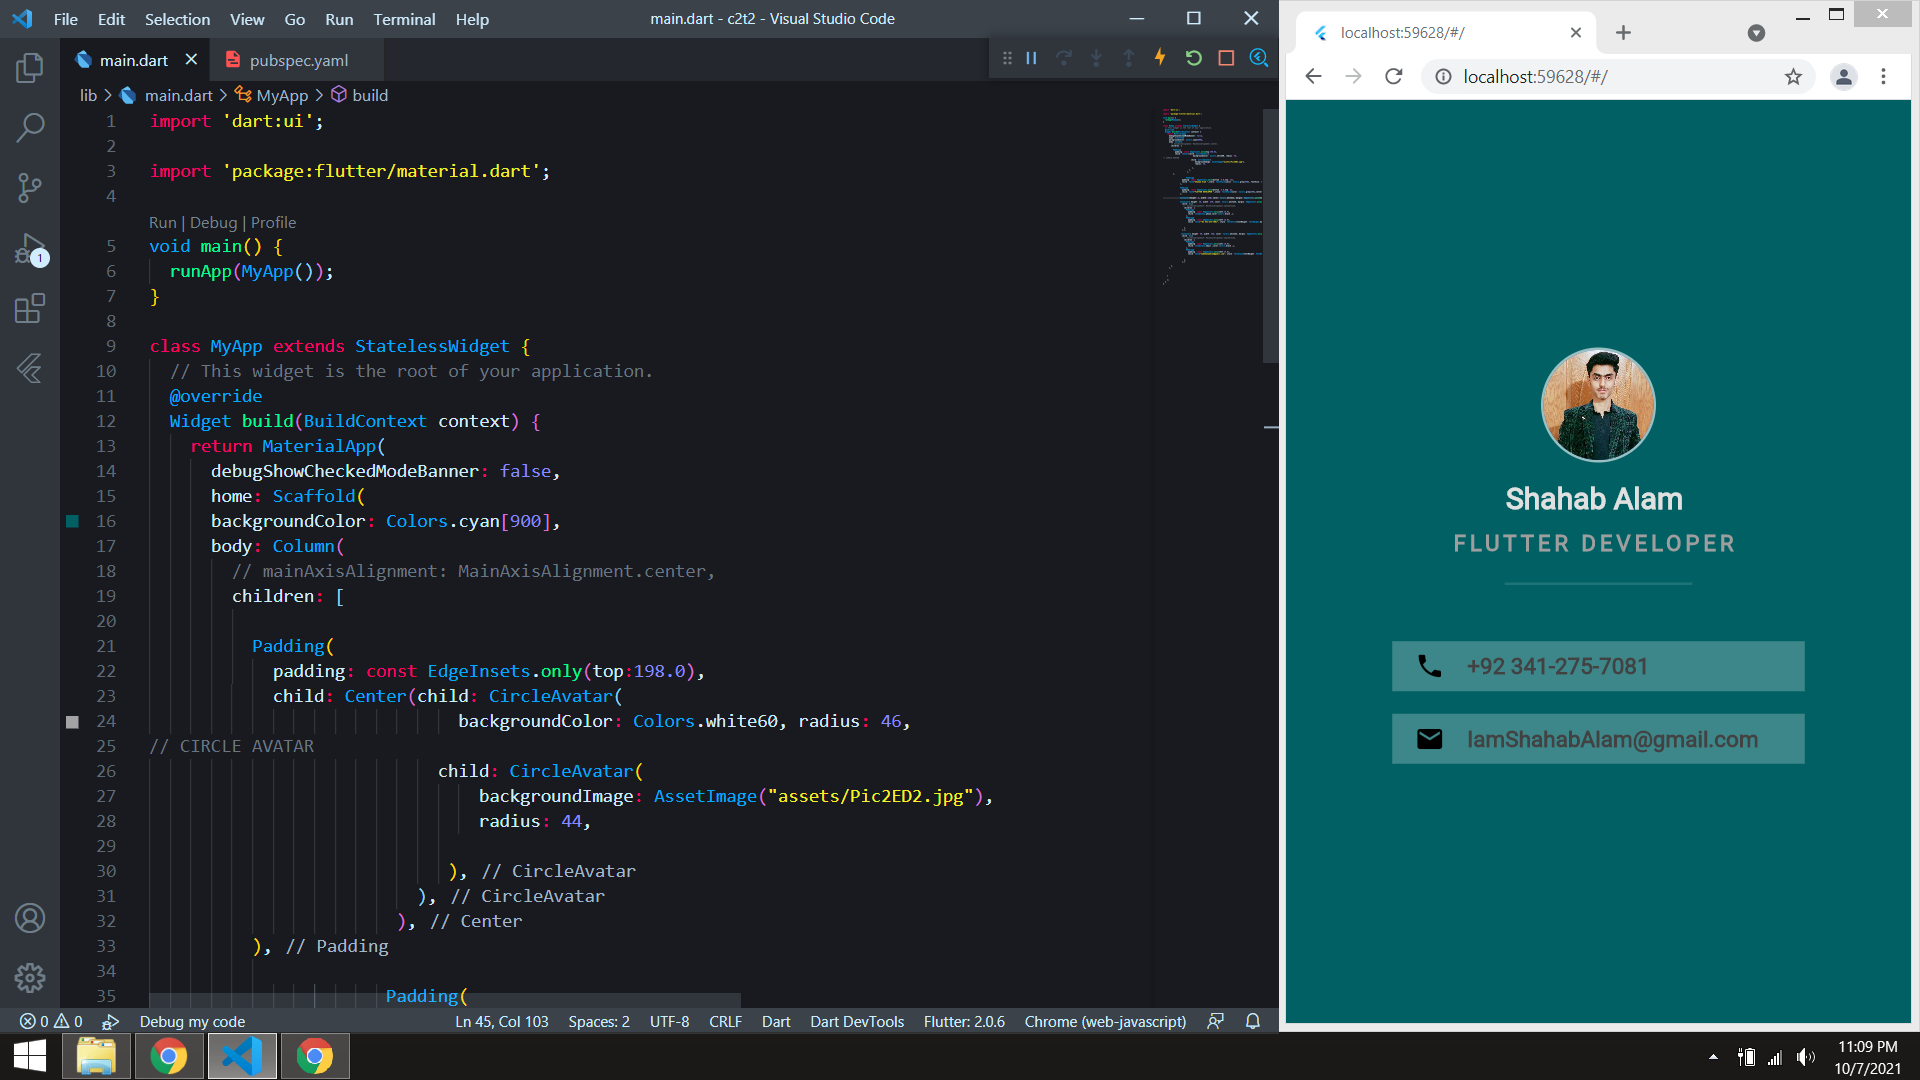 File Edit Selection View Go Run Terminal Help
main.dart - c2t2 - Visual Studio Code
main.dart
pubspec.yaml
lib > main.dart > MyApp > build
1 import 'dart:ui';
2
3 import 'package:flutter/material.dart';
4
Run | Debug | Profile
5 void main() {
6 runApp(MyApp());
7 }
8
9 class MyApp extends StatelessWidget {
10 // This widget is the root of your application.
11 @override
12 Widget build(BuildContext context) {
13 return MaterialApp(
14 debugShowCheckedModeBanner: false,
15 home: Scaffold(
16 backgroundColor: Colors.cyan[900],
17 body: Column(
18 // mainAxisAlignment: MainAxisAlignment.center,
19 children: [
20
21 Padding(
22 padding: const EdgeInsets.only(top:198.0),
23 child: Center(child: CircleAvatar(
24 backgroundColor: Colors.white60, radius: 46,
25 // CIRCLE AVATAR
26 child: CircleAvatar(
27 backgroundImage: AssetImage("assets/Pic2ED2.jpg"),
28 radius: 44,
29
30 ), // CircleAvatar
31 ), // CircleAvatar
32 ), // Center
33 ), // Padding
34
35 Padding(
1
0 0 Debug my code Ln 45, Col 103 Spaces: 2 UTF-8 CRLF Dart Dart DevTools Flutter: 2.0.6 Chrome (web-javascript)
localhost:59628/#/
localhost:59628/#/
Shahab Alam
FLUTTER DEVELOPER
+92 341-275-7081
IamShahabAlam@gmail.com
11:09 PM
10/7/2021